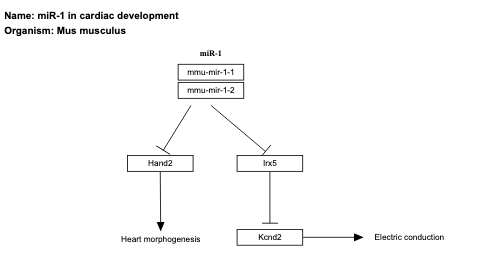 Name: miR-1 in cardiac development
Organism: Mus musculus
miR-1
mmu-mir-1-1
mmu-mir-1-2
Hand2
Irx5
Heart morphogenesis
Kcnd2
Electric conduction